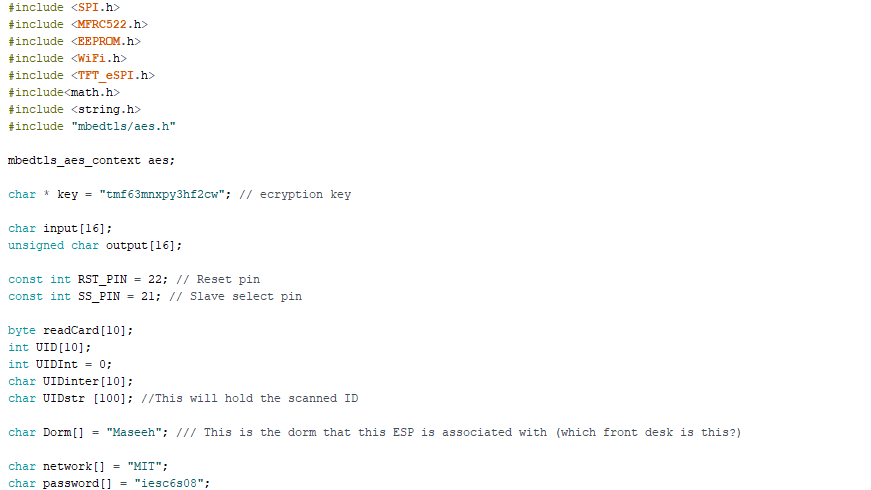 #include <SPI.h>
#include <MFRC522.h>
#include <EEPROM.h>
#include <WiFi.h>
#include <TFT_eSPI.h>
#include<math.h>
#include <string.h>
#include "mbedtls/aes.h"
mbedtls_aes_context aes;
char * key = "tmf63mnxpy3hf2cw"; // ecryption key
char input[16];
unsigned char output[16];
const int RST_PIN = 22; // Reset pin
const int SS_PIN = 21; // Slave select pin
byte readCard[10];
int UID[10];
int UIDInt = 0;
char UIDinter[10];
char UIDstr [100]; //This will hold the scanned ID
char Dorm[] = "Maseeh"; /// This is the dorm that this ESP is associated with (which front desk is this?)
char network[] = "MIT";
char password[] = "iesc6s08";